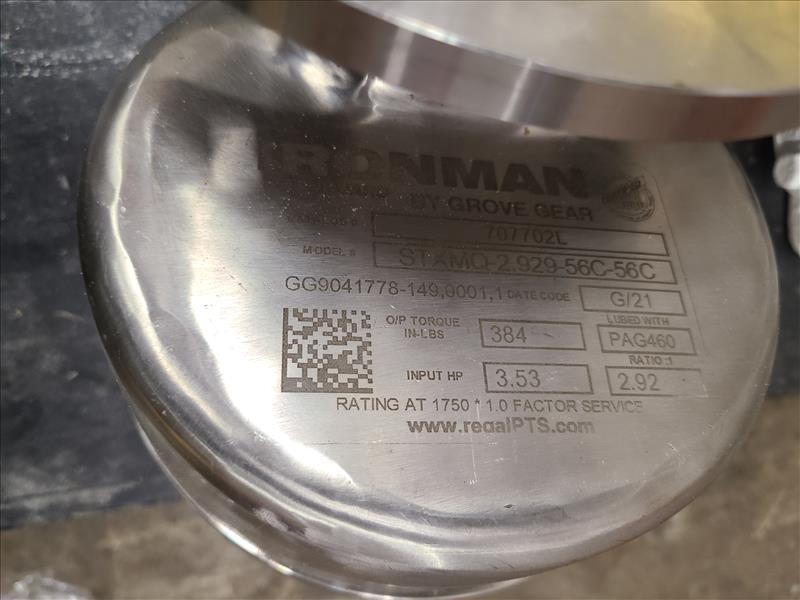 IRONMAN
BY GROVE GEAR
CATALOG # 707702L
MODEL # STXMQ-2.929-56C-56C
GG9041778-149,0001,1 DATE CODE G/21
O/P TORQUE IN-LBS 384 LUBED WITH PAG460
INPUT HP 3.53 RATIO :1 2.92
RATING AT 1750 * 1.0 FACTOR SERVICE
www.regalPTS.com